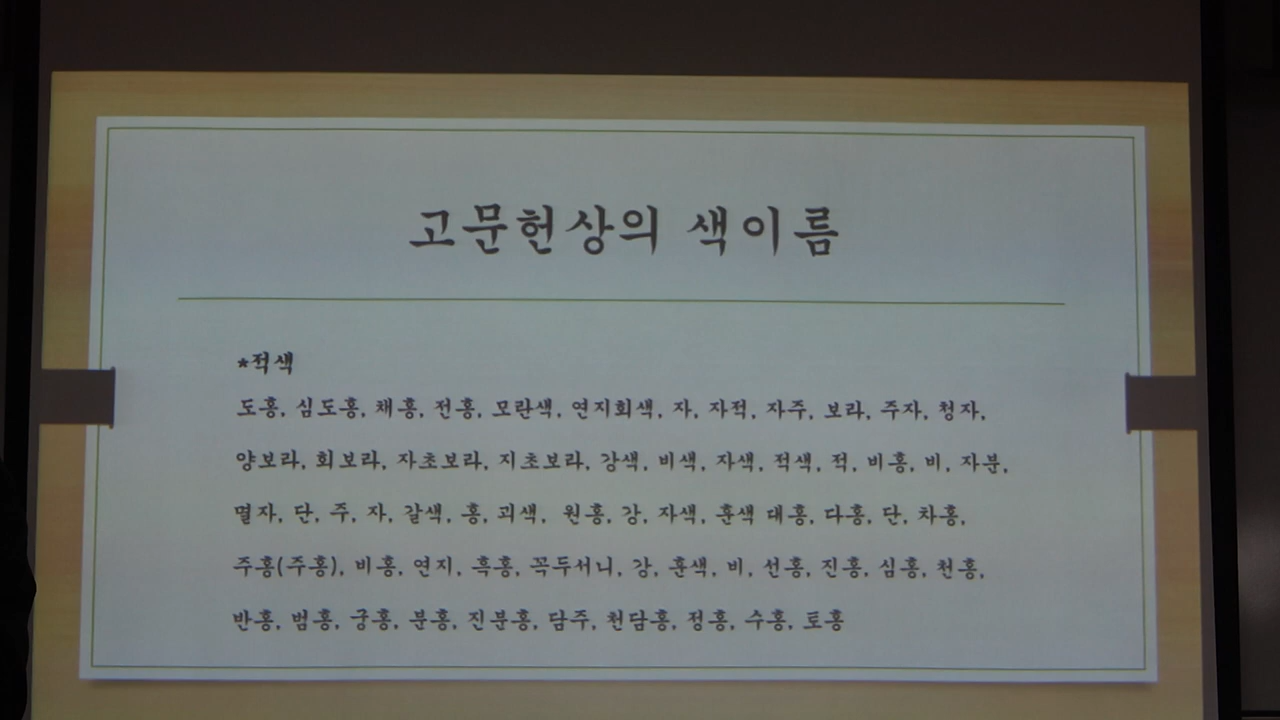 고문헌상의 색이름
*적색
도홍, 심도홍, 채홍, 전홍, 모란색, 연지회색, 자, 자적, 자주, 보라, 주자, 청자,
양보라, 회보라, 자초보라, 지초보라, 강색, 비색, 자색, 적색, 적, 비홍, 비, 자분,
멸자, 단, 주, 자, 갈색, 홍, 괴색, 원홍, 강, 자색, 훈색 대홍, 다홍, 단, 차홍,
주홍(주홍), 비홍, 연지, 흑홍, 꼭두서니, 강, 훈색, 비, 선홍, 진홍, 심홍, 천홍,
반홍, 범홍, 궁홍, 분홍, 진분홍, 담주, 천담홍, 정홍, 수홍, 토홍